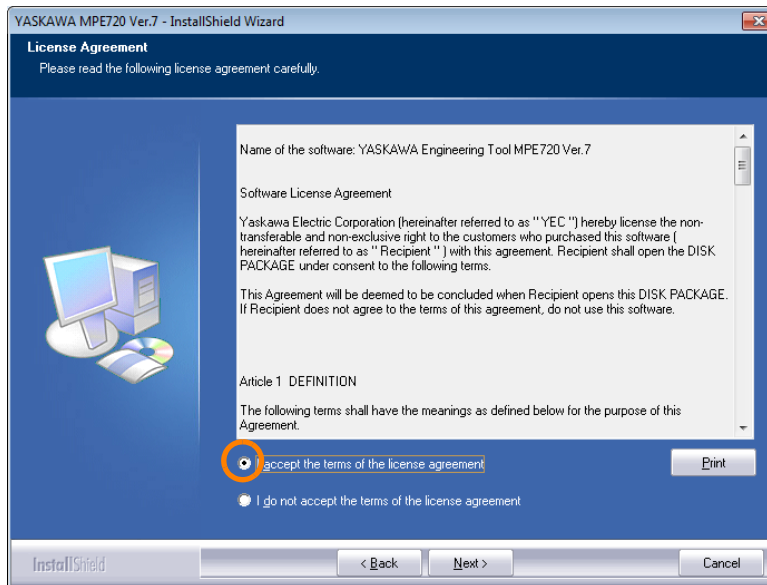 YASKAWA MPE720 Ver.7 - InstallShield Wizard
License Agreement
Please read the following license agreement carefully.
Name of the software: YASKAWA Engineering Tool MPE720 Ver.7
Software License Agreement
Yaskawa Electric Corporation (hereinafter referred to as " YEC ") hereby license the non-
transferable and non-exclusive right to the customers who purchased this software (
hereinafter referred to as " Recipient " ) with this agreement. Recipient shall open the DISK
PACKAGE under consent to the following terms.
This Agreement will be deemed to be concluded when Recipient opens this DISK PACKAGE.
If Recipient does not agree to the terms of this agreement, do not use this software.
Article 1  DEFINITION
The following terms shall have the meanings as defined below for the purpose of this
Agreement.
I accept the terms of the license agreement
Print
I do not accept the terms of the license agreement
InstallShield
< Back
Next >
Cancel